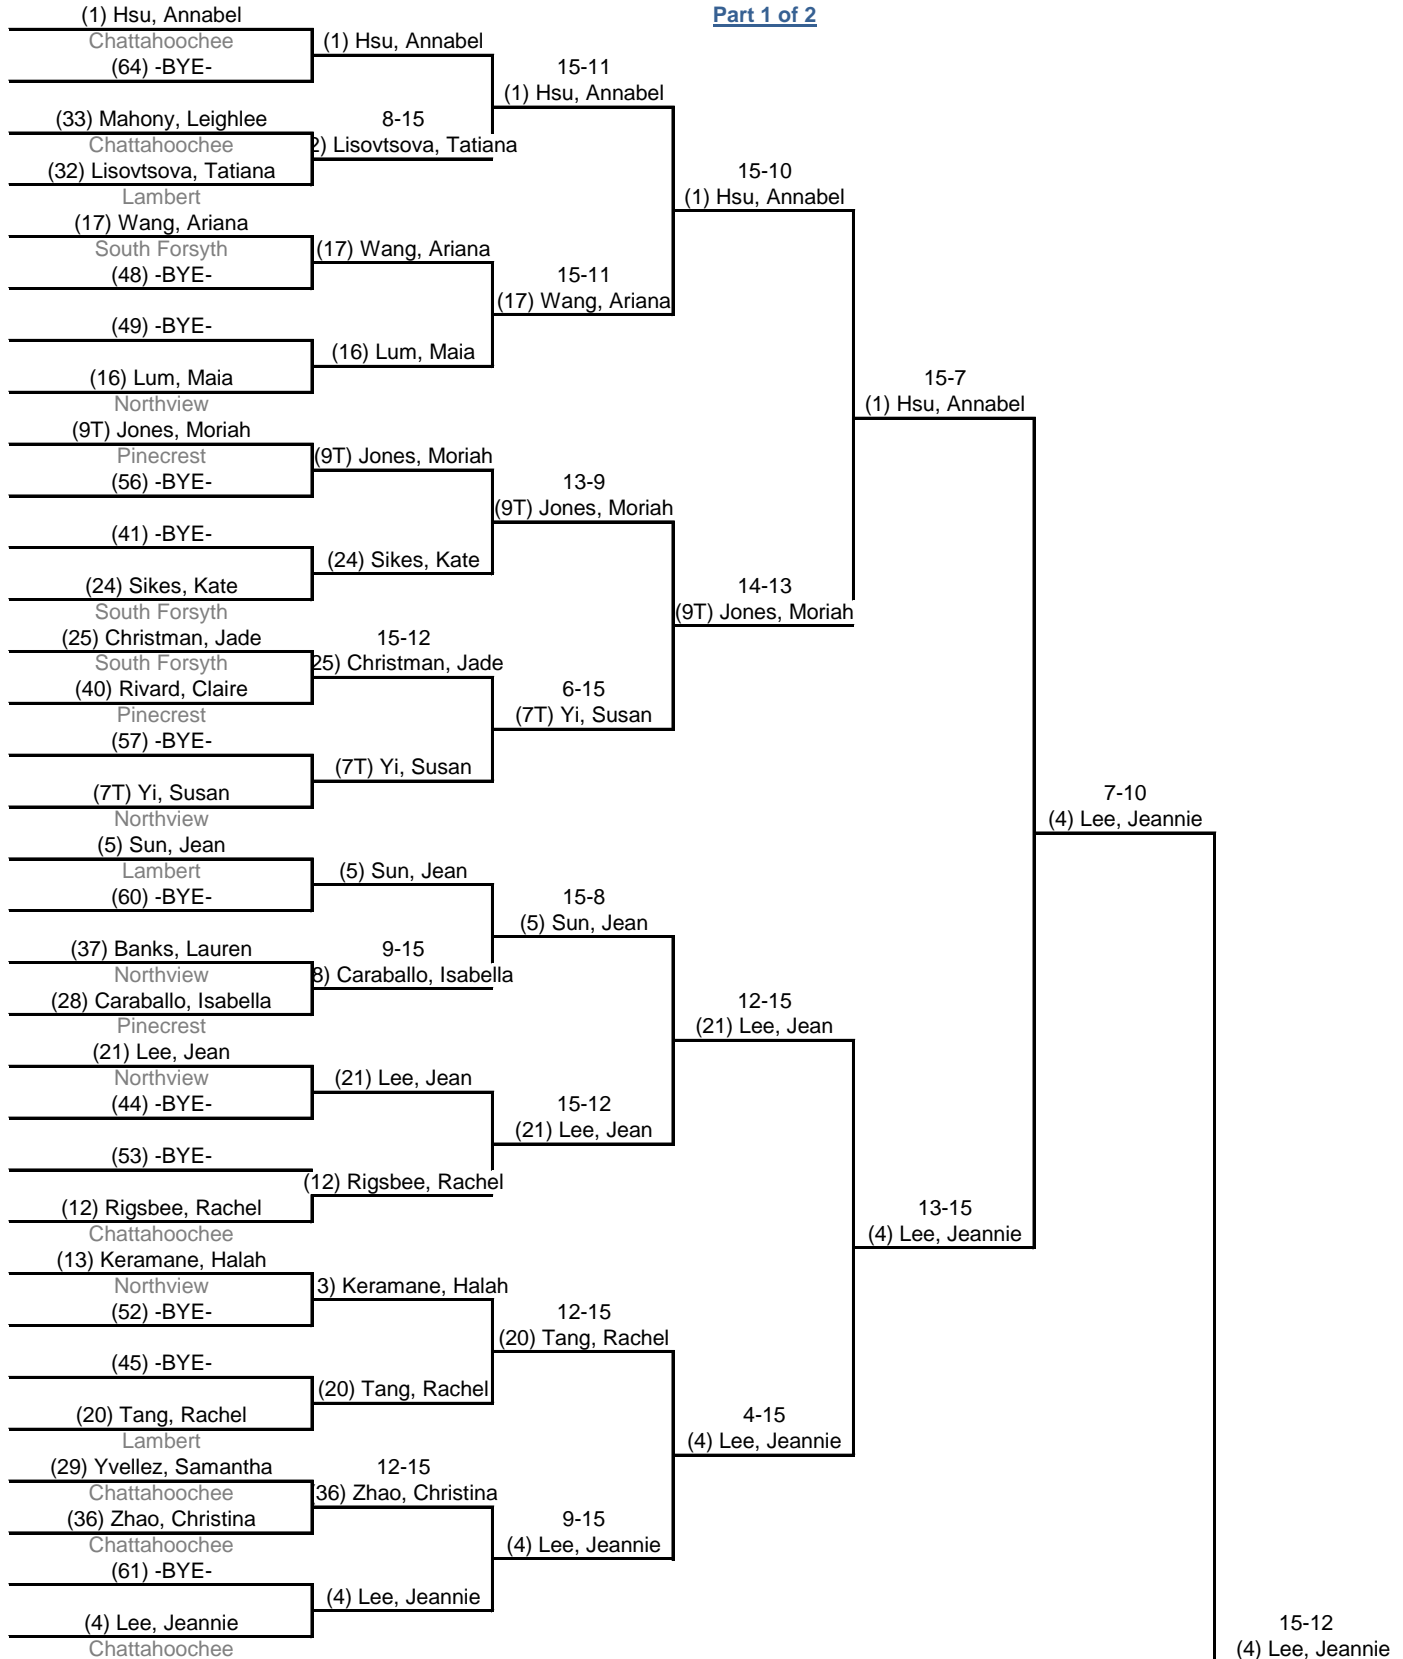 Part 1 of 2
(1) Hsu, Annabel
Chattahoochee
(64) -BYE-
(33) Mahony, Leighlee
Chattahoochee
(32) Lisovtsova, Tatiana
Lambert
(17) Wang, Ariana
South Forsyth
(48) -BYE-
(49) -BYE-
(16) Lum, Maia
Northview
(9T) Jones, Moriah
Pinecrest
(56) -BYE-
(41) -BYE-
(24) Sikes, Kate
South Forsyth
(25) Christman, Jade
South Forsyth
(40) Rivard, Claire
Pinecrest
(57) -BYE-
(7T) Yi, Susan
Northview
(5) Sun, Jean
Lambert
(60) -BYE-
(37) Banks, Lauren
Northview
(28) Caraballo, Isabella
Pinecrest
(21) Lee, Jean
Northview
(44) -BYE-
(53) -BYE-
(12) Rigsbee, Rachel
Chattahoochee
(13) Keramane, Halah
Northview
(52) -BYE-
(45) -BYE-
(20) Tang, Rachel
Lambert
(29) Yvellez, Samantha
Chattahoochee
(36) Zhao, Christina
Chattahoochee
(61) -BYE-
(4) Lee, Jeannie
Chattahoochee
(1) Hsu, Annabel
8-15
2) Lisovtsova, Tatiana
(17) Wang, Ariana
(16) Lum, Maia
(9T) Jones, Moriah
(24) Sikes, Kate
15-12
25) Christman, Jade
(7T) Yi, Susan
(5) Sun, Jean
9-15
8) Caraballo, Isabella
(21) Lee, Jean
(12) Rigsbee, Rachel
3) Keramane, Halah
(20) Tang, Rachel
12-15
36) Zhao, Christina
(4) Lee, Jeannie
15-11
(1) Hsu, Annabel
15-11
(17) Wang, Ariana
13-9
(9T) Jones, Moriah
6-15
(7T) Yi, Susan
15-8
(5) Sun, Jean
15-12
(21) Lee, Jean
12-15
(20) Tang, Rachel
9-15
(4) Lee, Jeannie
15-10
(1) Hsu, Annabel
14-13
(9T) Jones, Moriah
12-15
(21) Lee, Jean
4-15
(4) Lee, Jeannie
15-7
(1) Hsu, Annabel
13-15
(4) Lee, Jeannie
7-10
(4) Lee, Jeannie
15-12
(4) Lee, Jeannie